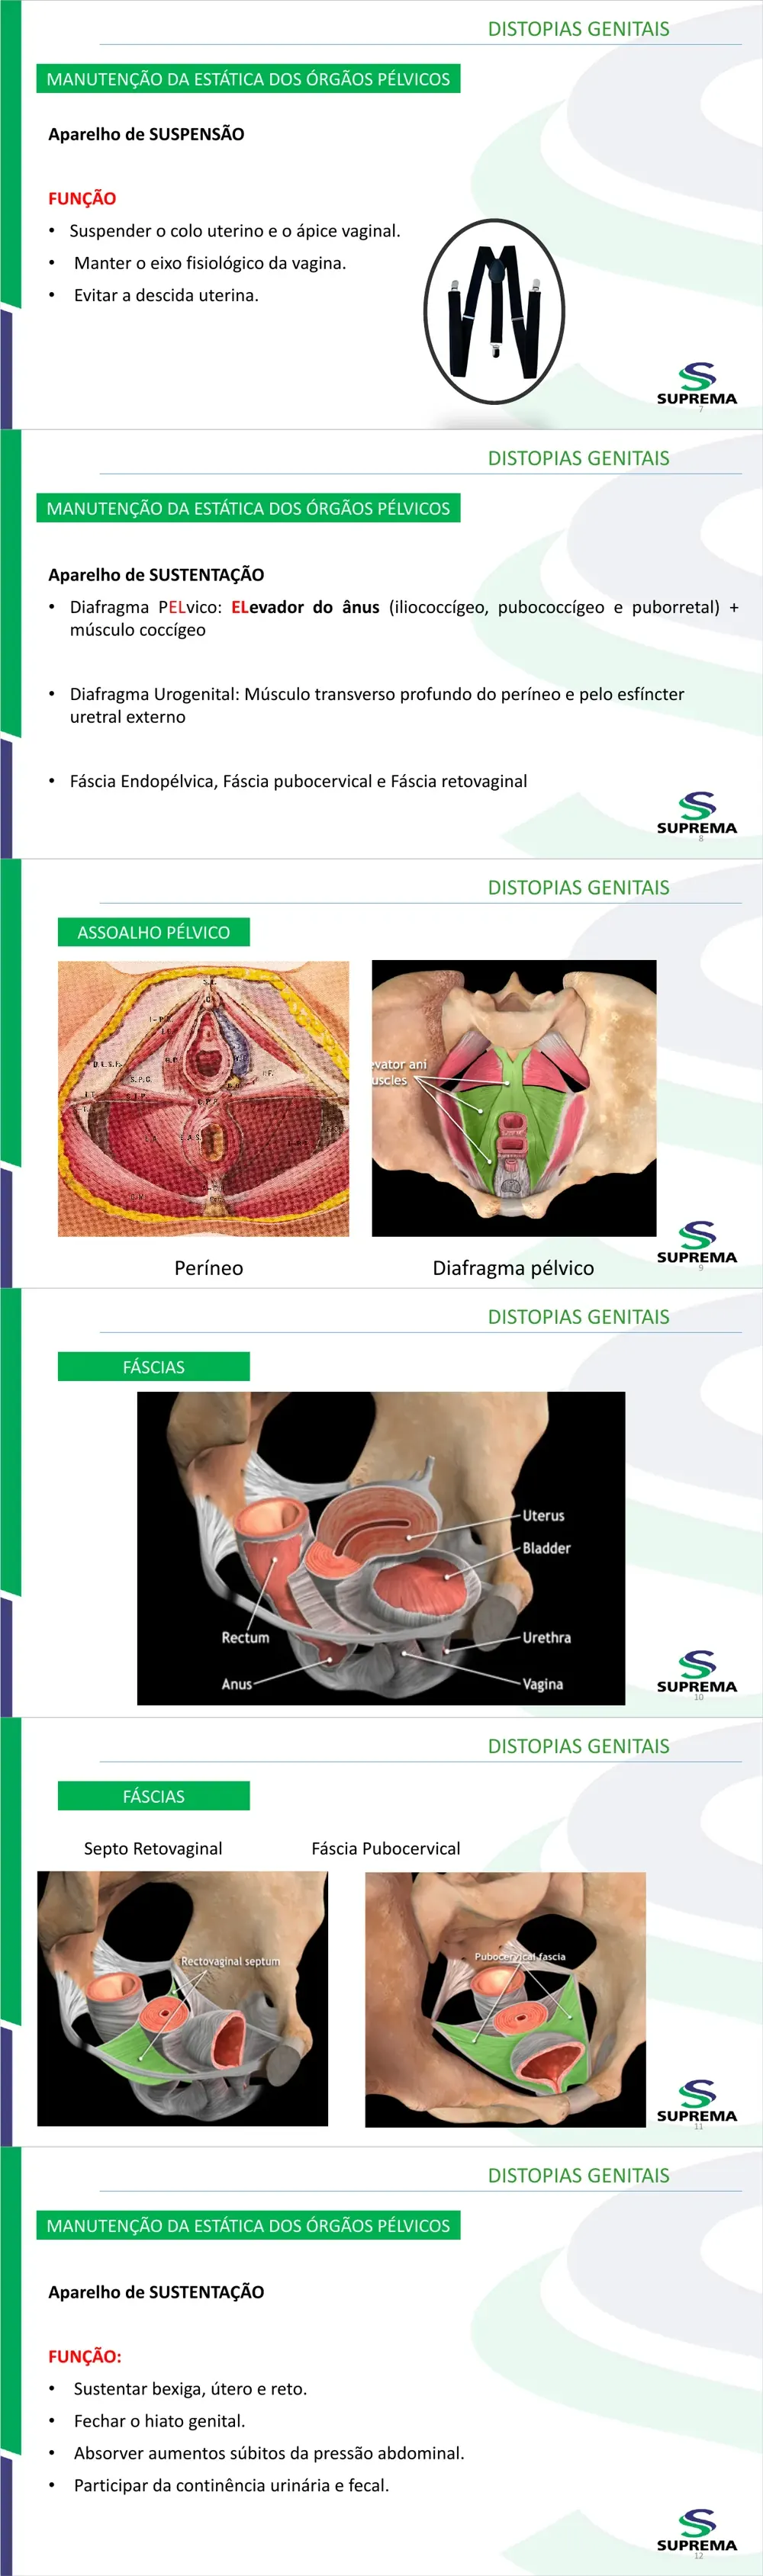 DISTOPIAS GENITAIS
MANUTENÇÃO DA ESTÁTICA DOS ÓRGÃOS PÉLVICOS
Aparelho de SUSPENSÃO
FUNÇÃO
• Suspender o colo uterino e o ápice vaginal.
• Manter o eixo fisiológico da vagina.
• Evitar a descida uterina.
SUPREMA
7
DISTOPIAS GENITAIS
MANUTENÇÃO DA ESTÁTICA DOS ÓRGÃOS PÉLVICOS
Aparelho de SUSTENTAÇÃO
• Diafragma PELvico: ELevador do ânus (iliococcígeo, pubococcígeo e puborretal) +
músculo coccígeo
• Diafragma Urogenital: Músculo transverso profundo do períneo e pelo esfíncter
uretral externo
• Fáscia Endopélvica, Fáscia pubocervical e Fáscia retovaginal
SUPREMA
8
DISTOPIAS GENITAIS
ASSOALHO PÉLVICO
evator ani
uscles
Períneo
Diafragma pélvico
SUPREMA
9
DISTOPIAS GENITAIS
FÁSCIAS
Uterus
Bladder
Rectum
Urethra
Anus
Vagina
SUPREMA
10
DISTOPIAS GENITAIS
FÁSCIAS
Septo Retovaginal
Fáscia Pubocervical
Rectovaginal septum
Pubocervical fascia
SUPREMA
11
DISTOPIAS GENITAIS
MANUTENÇÃO DA ESTÁTICA DOS ÓRGÃOS PÉLVICOS
Aparelho de SUSTENTAÇÃO
FUNÇÃO:
• Sustentar bexiga, útero e reto.
• Fechar o hiato genital.
• Absorver aumentos súbitos da pressão abdominal.
• Participar da continência urinária e fecal.
SUPREMA
12